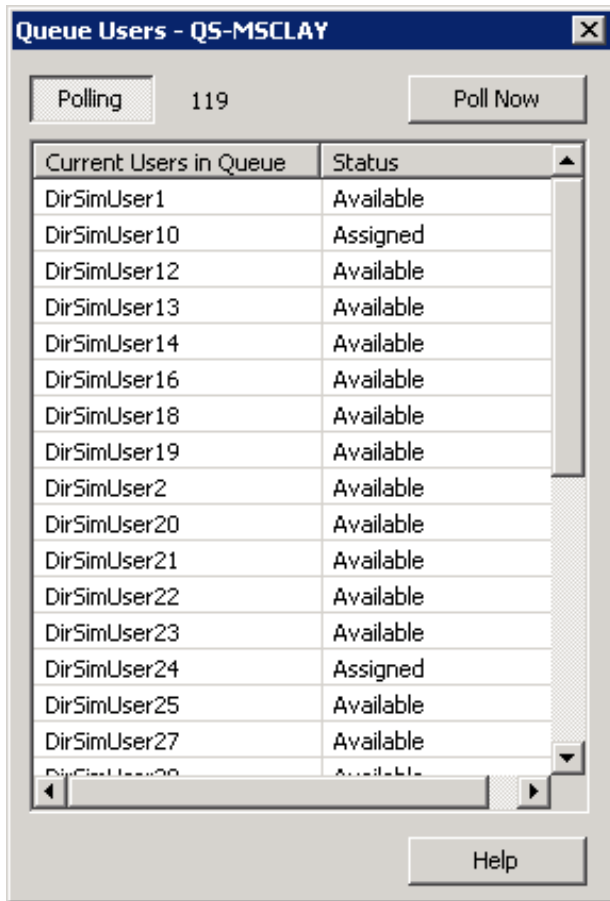 Queue Users - QS-MSCLAY
Polling 119 Poll Now
Current Users in Queue Status
DirSimUser1 Available
DirSimUser10 Assigned
DirSimUser12 Available
DirSimUser13 Available
DirSimUser14 Available
DirSimUser16 Available
DirSimUser18 Available
DirSimUser19 Available
DirSimUser2 Available
DirSimUser20 Available
DirSimUser21 Available
DirSimUser22 Available
DirSimUser23 Available
DirSimUser24 Assigned
DirSimUser25 Available
DirSimUser27 Available
Available
Help